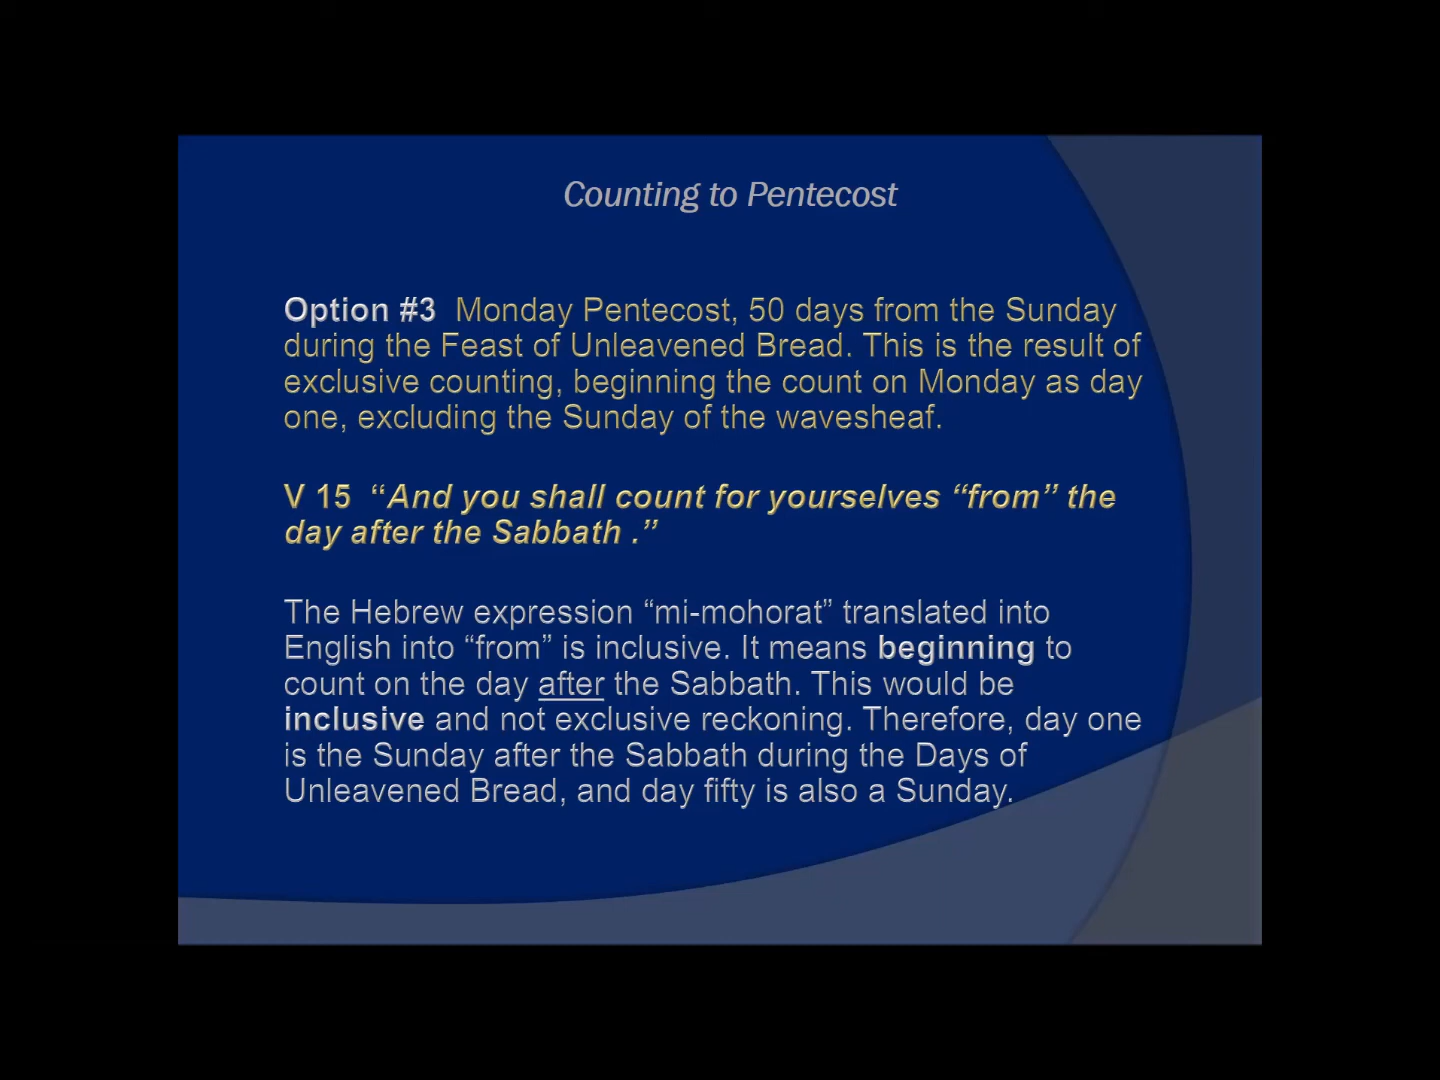 Counting to Pentecost
Option #3  Monday Pentecost, 50 days from the Sunday
during the Feast of Unleavened Bread. This is the result of
exclusive counting, beginning the count on Monday as day
one, excluding the Sunday of the wavesheaf.
V 15  “And you shall count for yourselves “from” the
day after the Sabbath .”
The Hebrew expression “mi-mohorat” translated into
English into “from” is inclusive. It means beginning to
count on the day after the Sabbath. This would be
inclusive and not exclusive reckoning. Therefore, day one
is the Sunday after the Sabbath during the Days of
Unleavened Bread, and day fifty is also a Sunday.